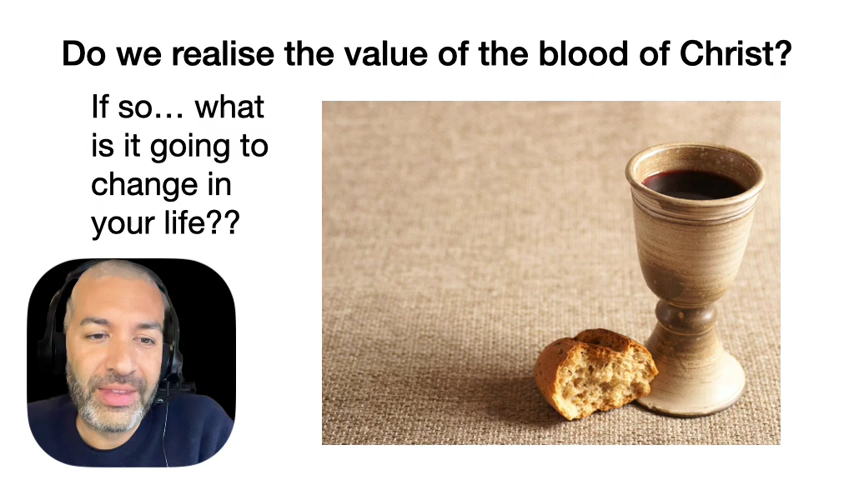 Do we realise the value of the blood of Christ?
If so… what
is it going to
change in
your life??